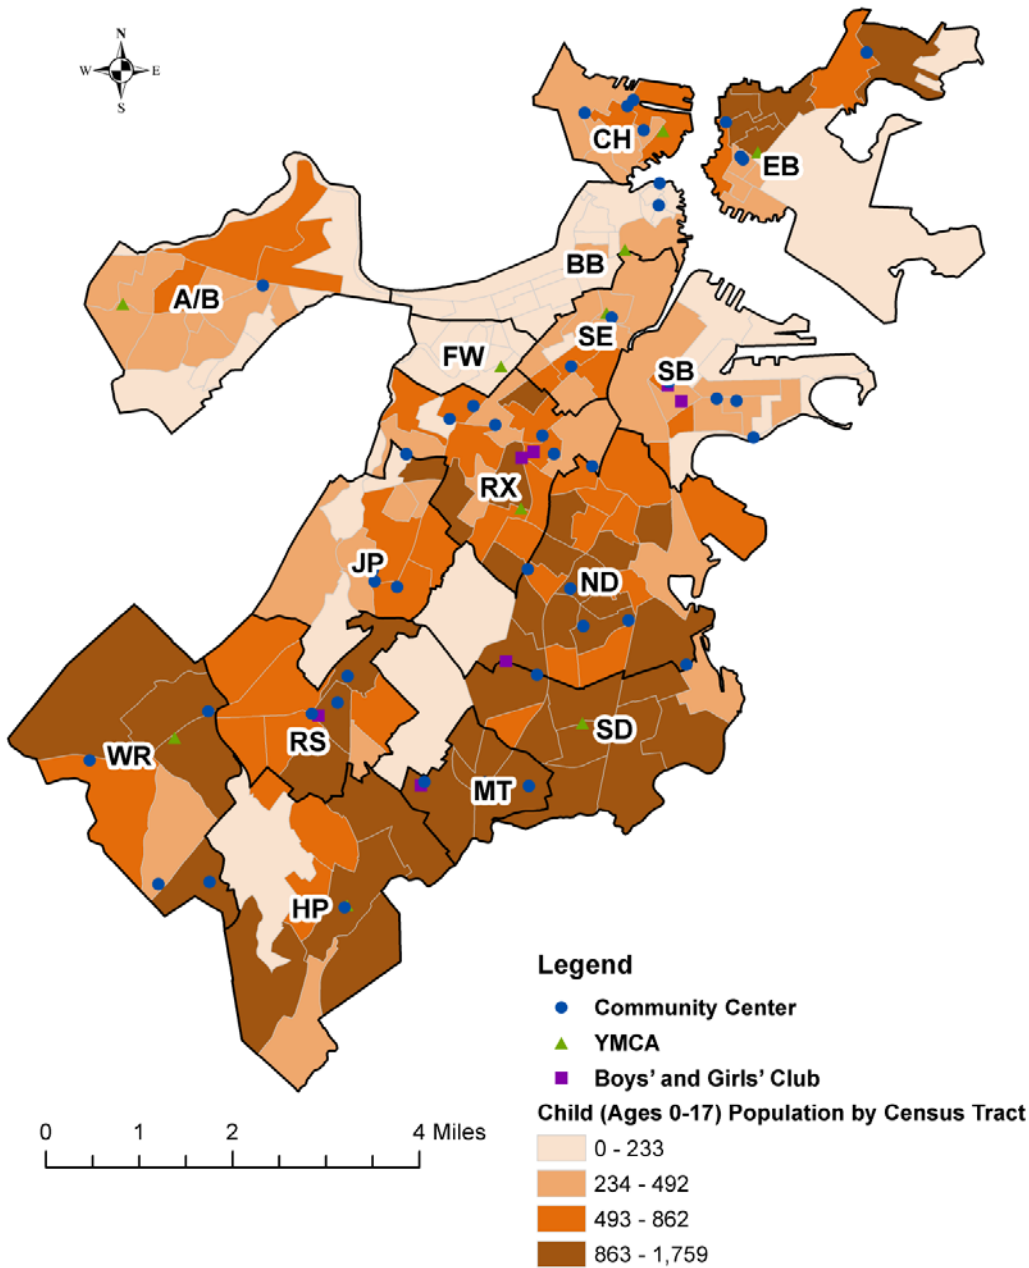 N
W E
S
CH
EB
BB
A/B
SE
FW
SB
RX
JP
ND
SD
RS
WR
MT
HP
Legend
Community Center
YMCA
Boys' and Girls' Club
Child (Ages 0-17) Population by Census Tract
0 - 233
234 - 492
493 - 862
863 - 1,759
0 1 2 4 Miles